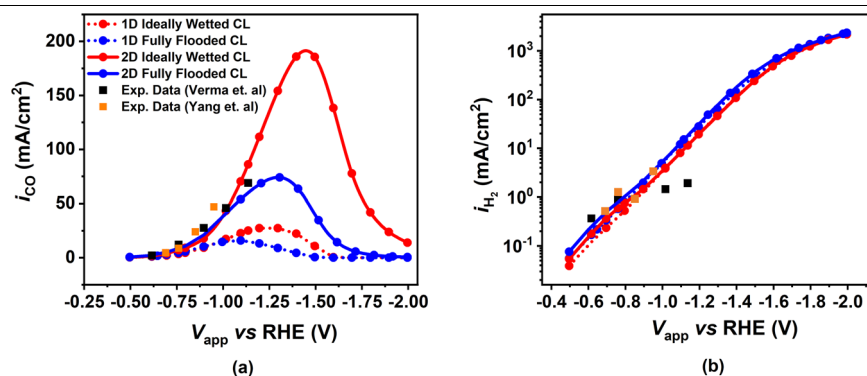 1D Ideally Wetted CL
1D Fully Flooded CL
2D Ideally Wetted CL
2D Fully Flooded CL
Exp. Data (Verma et. al)
Exp. Data (Yang et. al)
200
150
100
50
0
i_CO (mA/cm²)
-0.25 -0.50 -0.75 -1.00 -1.25 -1.50 -1.75 -2.00
V_app vs RHE (V)
(a)
10³
10²
10¹
10⁰
10⁻¹
i_H₂ (mA/cm²)
-0.4 -0.6 -0.8 -1.0 -1.2 -1.4 -1.6 -1.8 -2.0
V_app vs RHE (V)
(b)